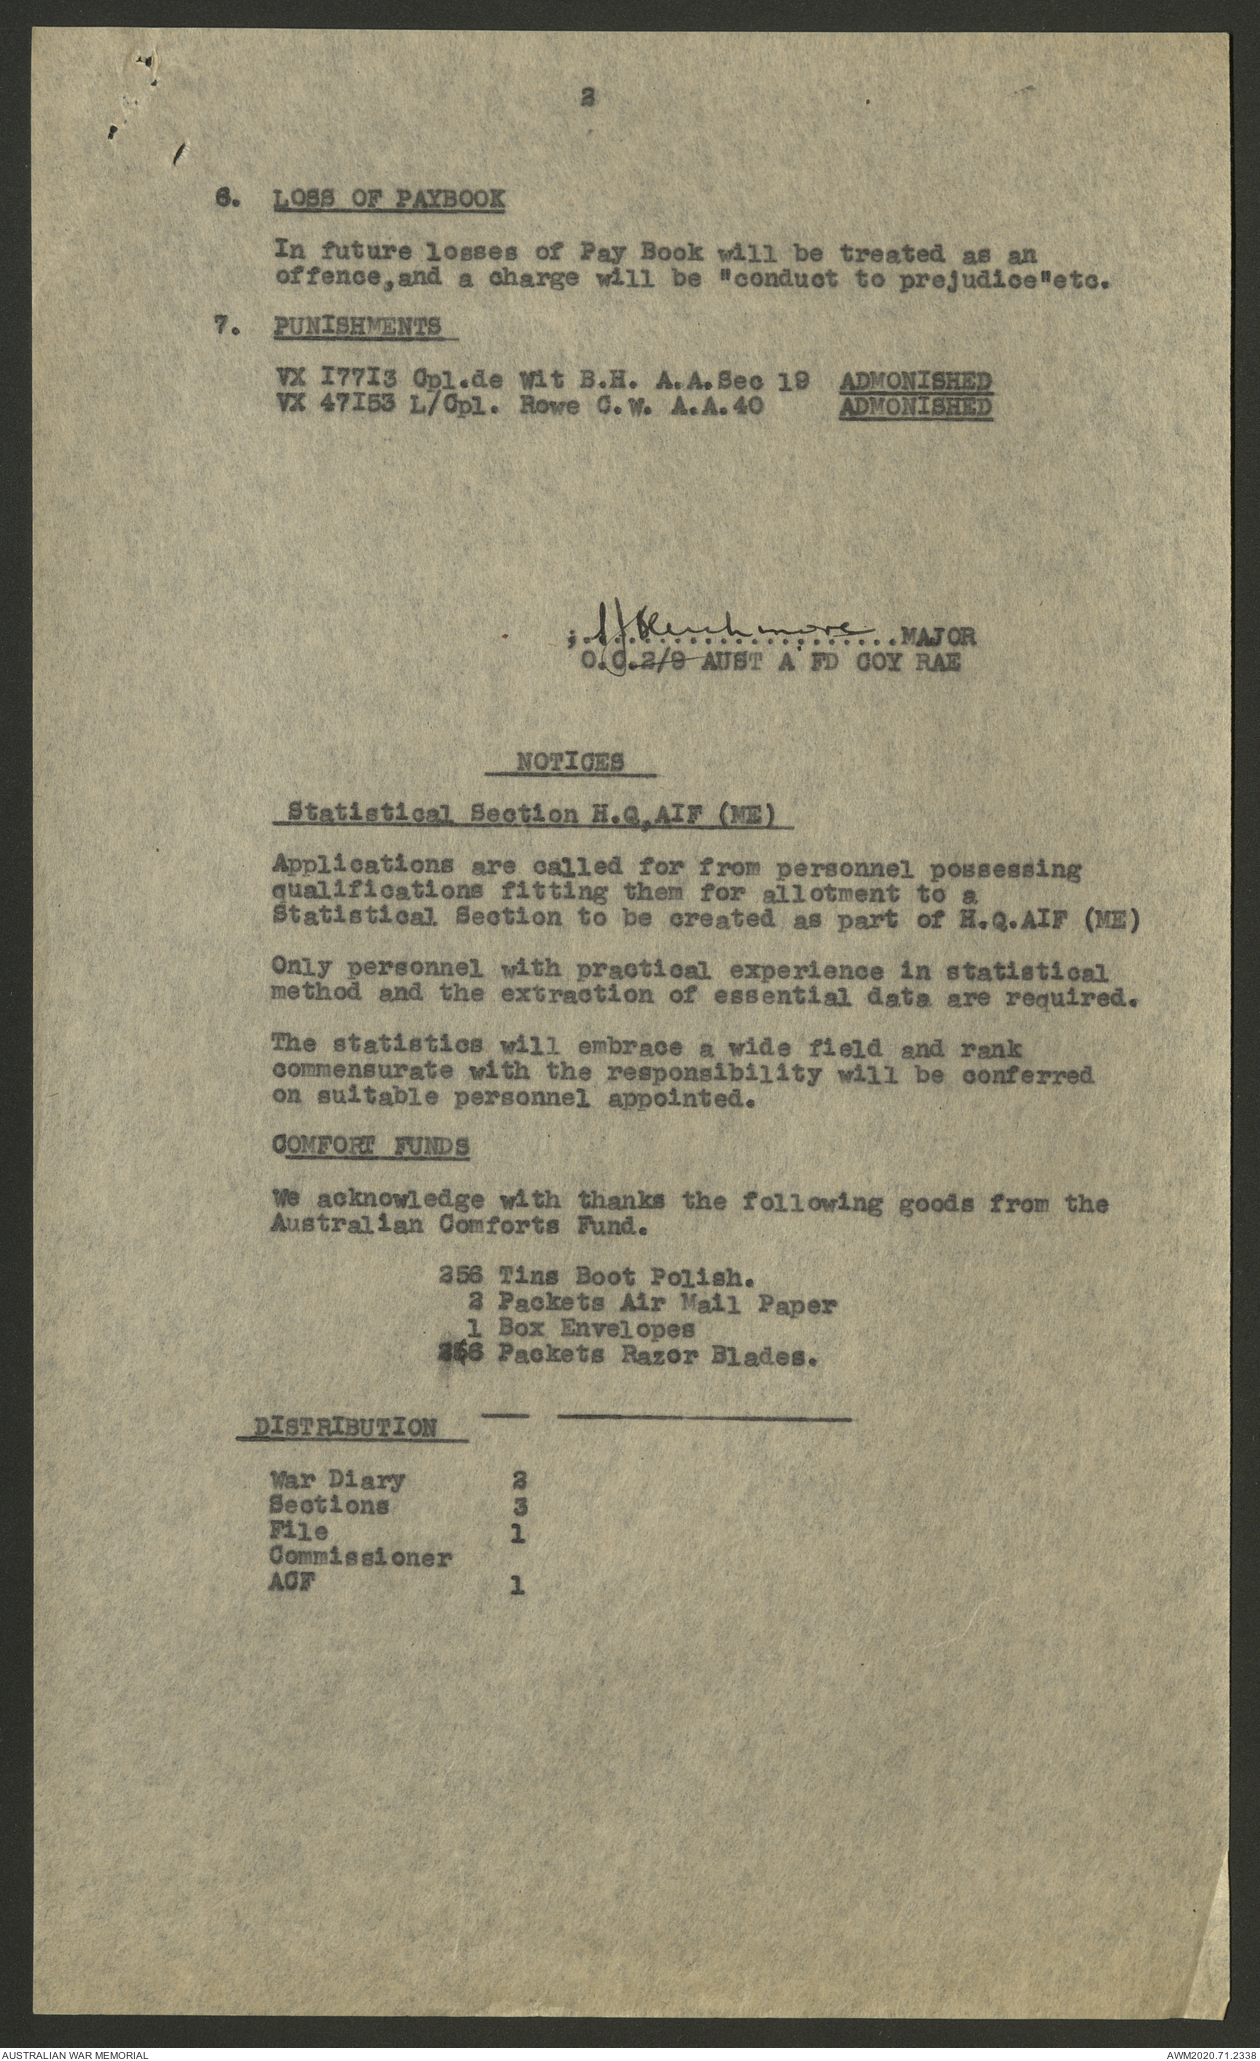 2
6. LOSS OF PAYBOOK
In future losses of Pay Book will be treated as an
offence,and a charge will be "conduct to prejudice"etc.
7. PUNISHMENTS
VX I77I3 Cpl.de Wit B.H. A.A.Sec 19 ADMONISHED
VX 47I53 L/Cpl. Rowe C.W. A.A.40 ADMONISHED
MAJOR
O.C.2/9 AUST A FD COY RAE
NOTICES
Statistical Section H.Q,AIF (ME)
Applications are called for from personnel possessing
qualifications fitting them for allotment to a
Statistical Section to be created as part of H.Q.AIF (ME)
Only personnel with practical experience in statistical
method and the extraction of essential data are required.
The statistics will embrace a wide field and rank
commensurate with the responsibility will be conferred
on suitable personnel appointed.
COMFORT FUNDS
We acknowledge with thanks the following goods from the
Australian Comforts Fund.
256 Tins Boot Polish.
2 Packets Air Mail Paper
1 Box Envelopes
Packets Razor Blades.
DISTRIBUTION
War Diary 2
Sections 3
File 1
Commissioner
ACF 1
AUSTRALIAN WAR MEMORIAL
AWM2020.71.2338